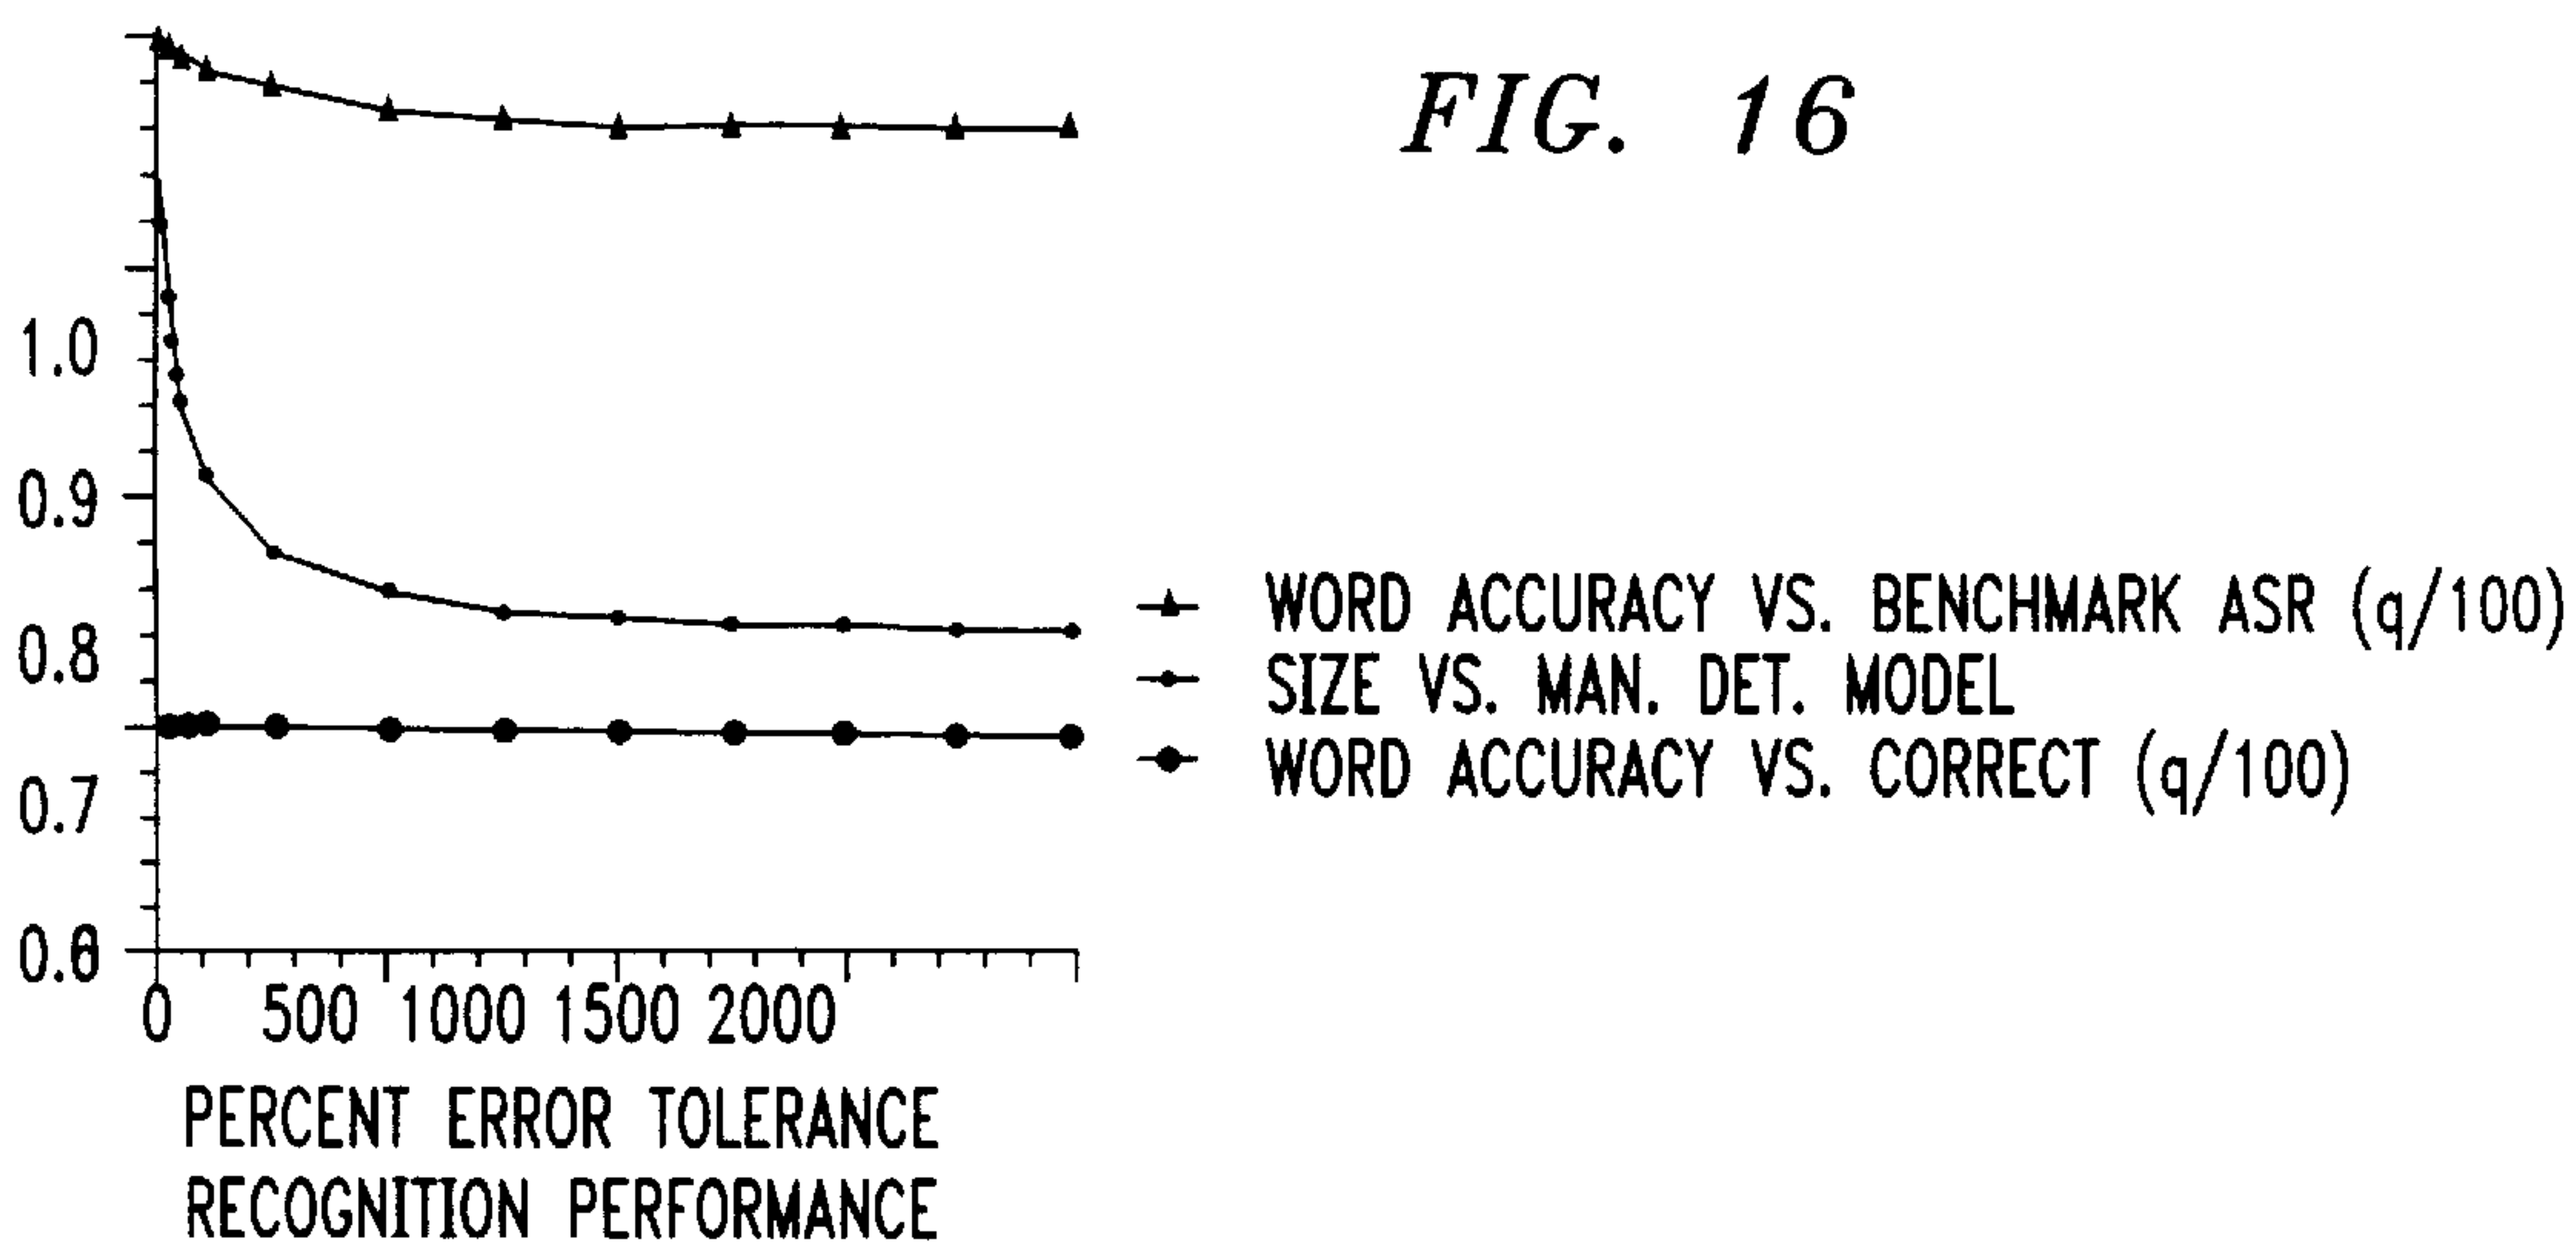 FIG. 16
1.0
0.9
0.8
0.7
0.6
0 500 1000 1500 2000
PERCENT ERROR TOLERANCE
RECOGNITION PERFORMANCE
WORD ACCURACY VS. BENCHMARK ASR (q/100)
SIZE VS. MAN. DET. MODEL
WORD ACCURACY VS. CORRECT (q/100)